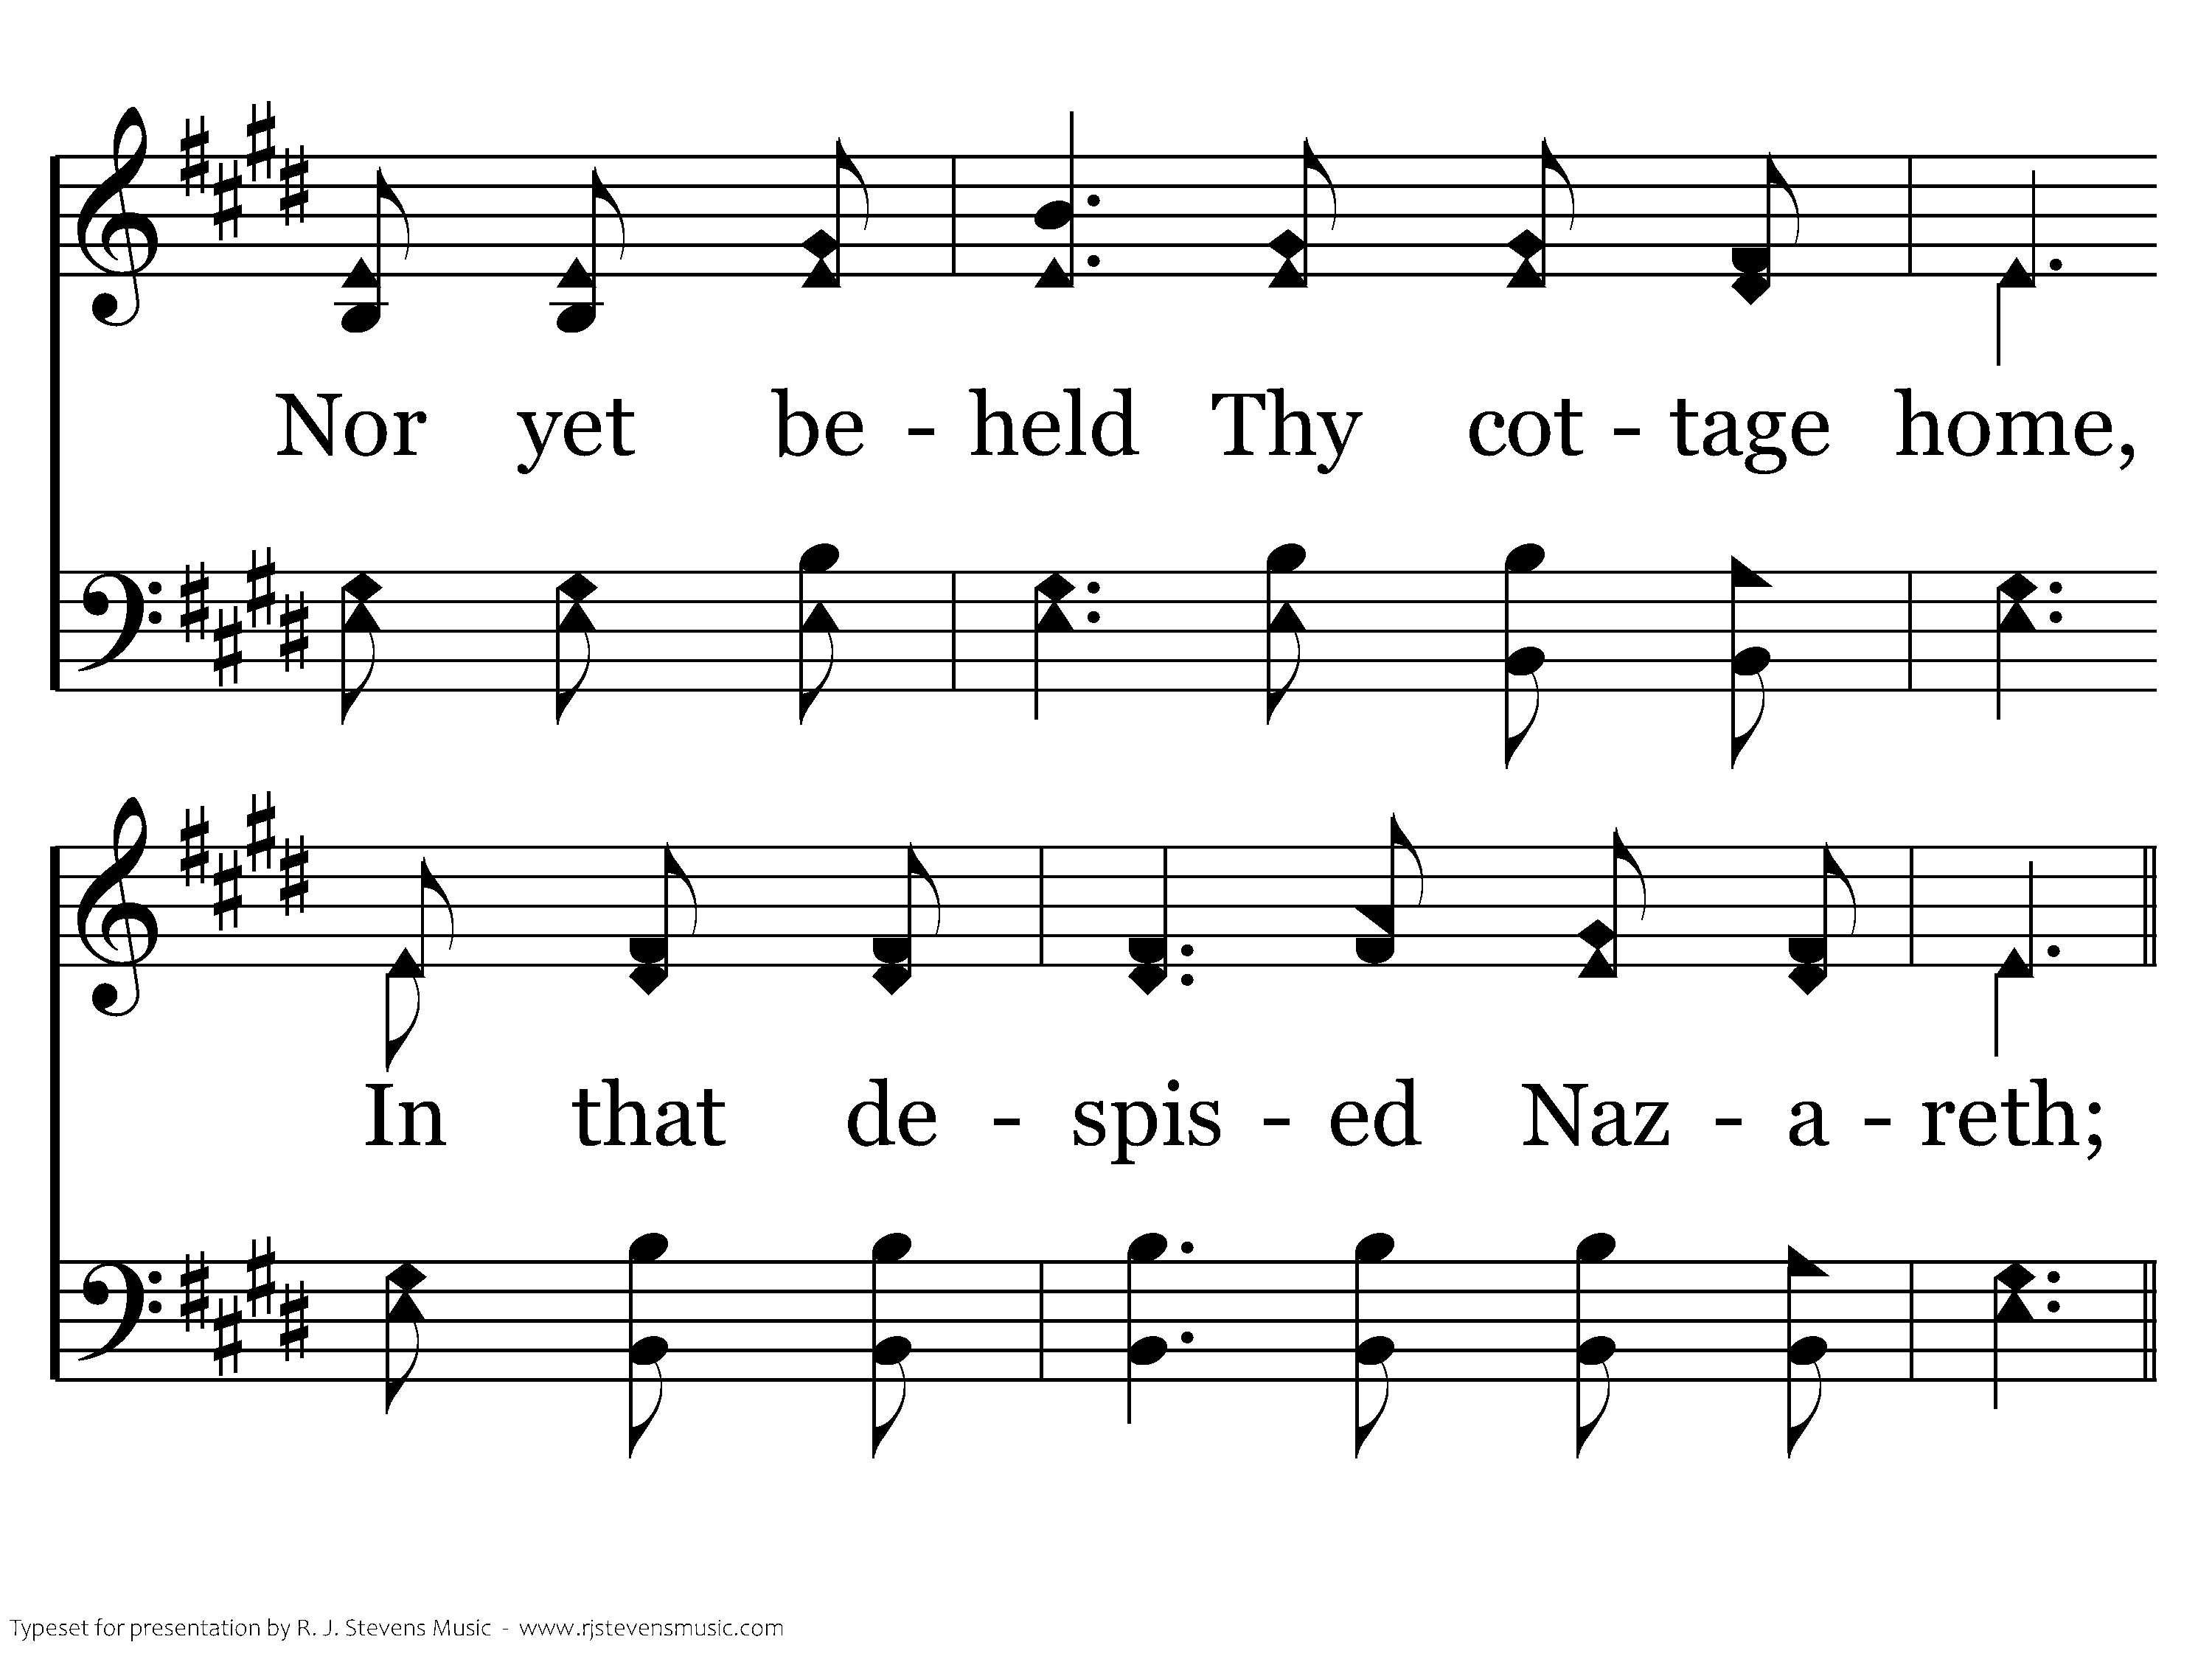 Nor yet be - held Thy cot - tage home,
In that de - spis - ed Naz - a - reth;
Typeset for presentation by R. J. Stevens Music - www.rjstevensmusic.com